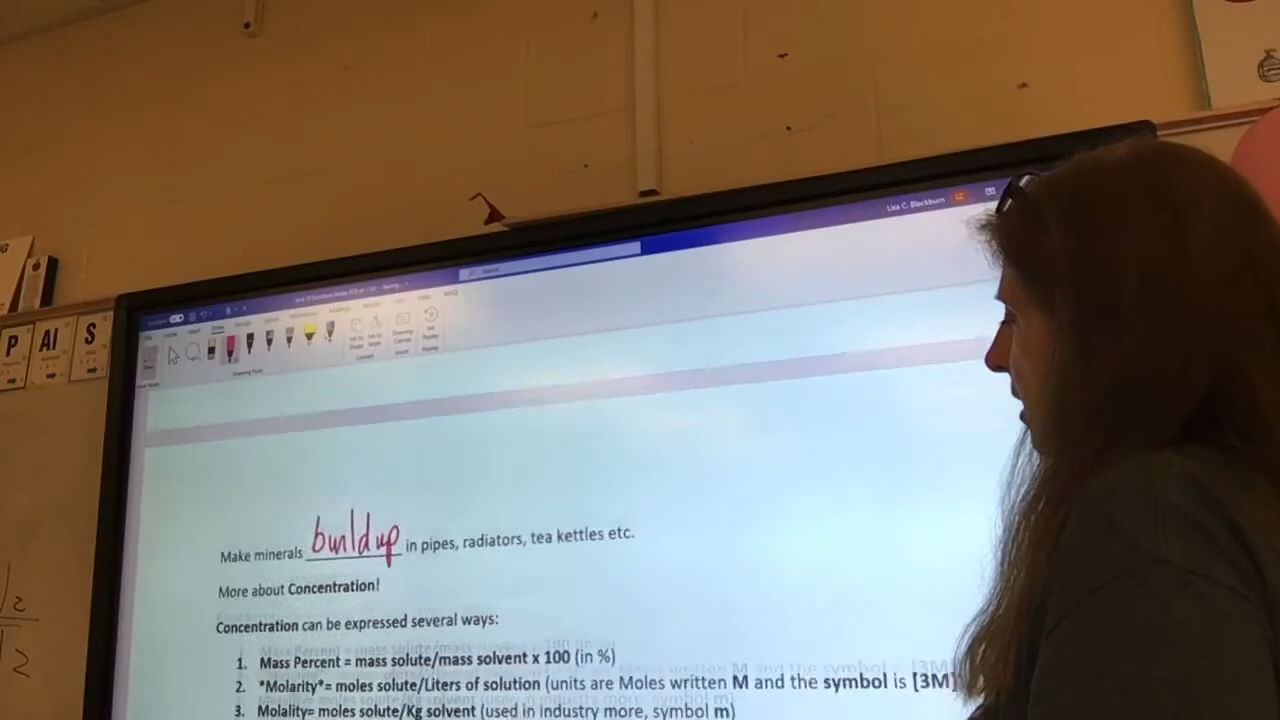 Lisa C. Blackburn
Search
P Al S
Make minerals buildup in pipes, radiators, tea kettles etc.
More about Concentration!
Concentration can be expressed several ways:
1. Mass Percent = mass solute/mass solvent x 100 (in %)
2. *Molarity*= moles solute/Liters of solution (units are Moles written M and the symbol is [3M]
3. Molality= moles solute/Kg solvent (used in industry more, symbol m)
2
2